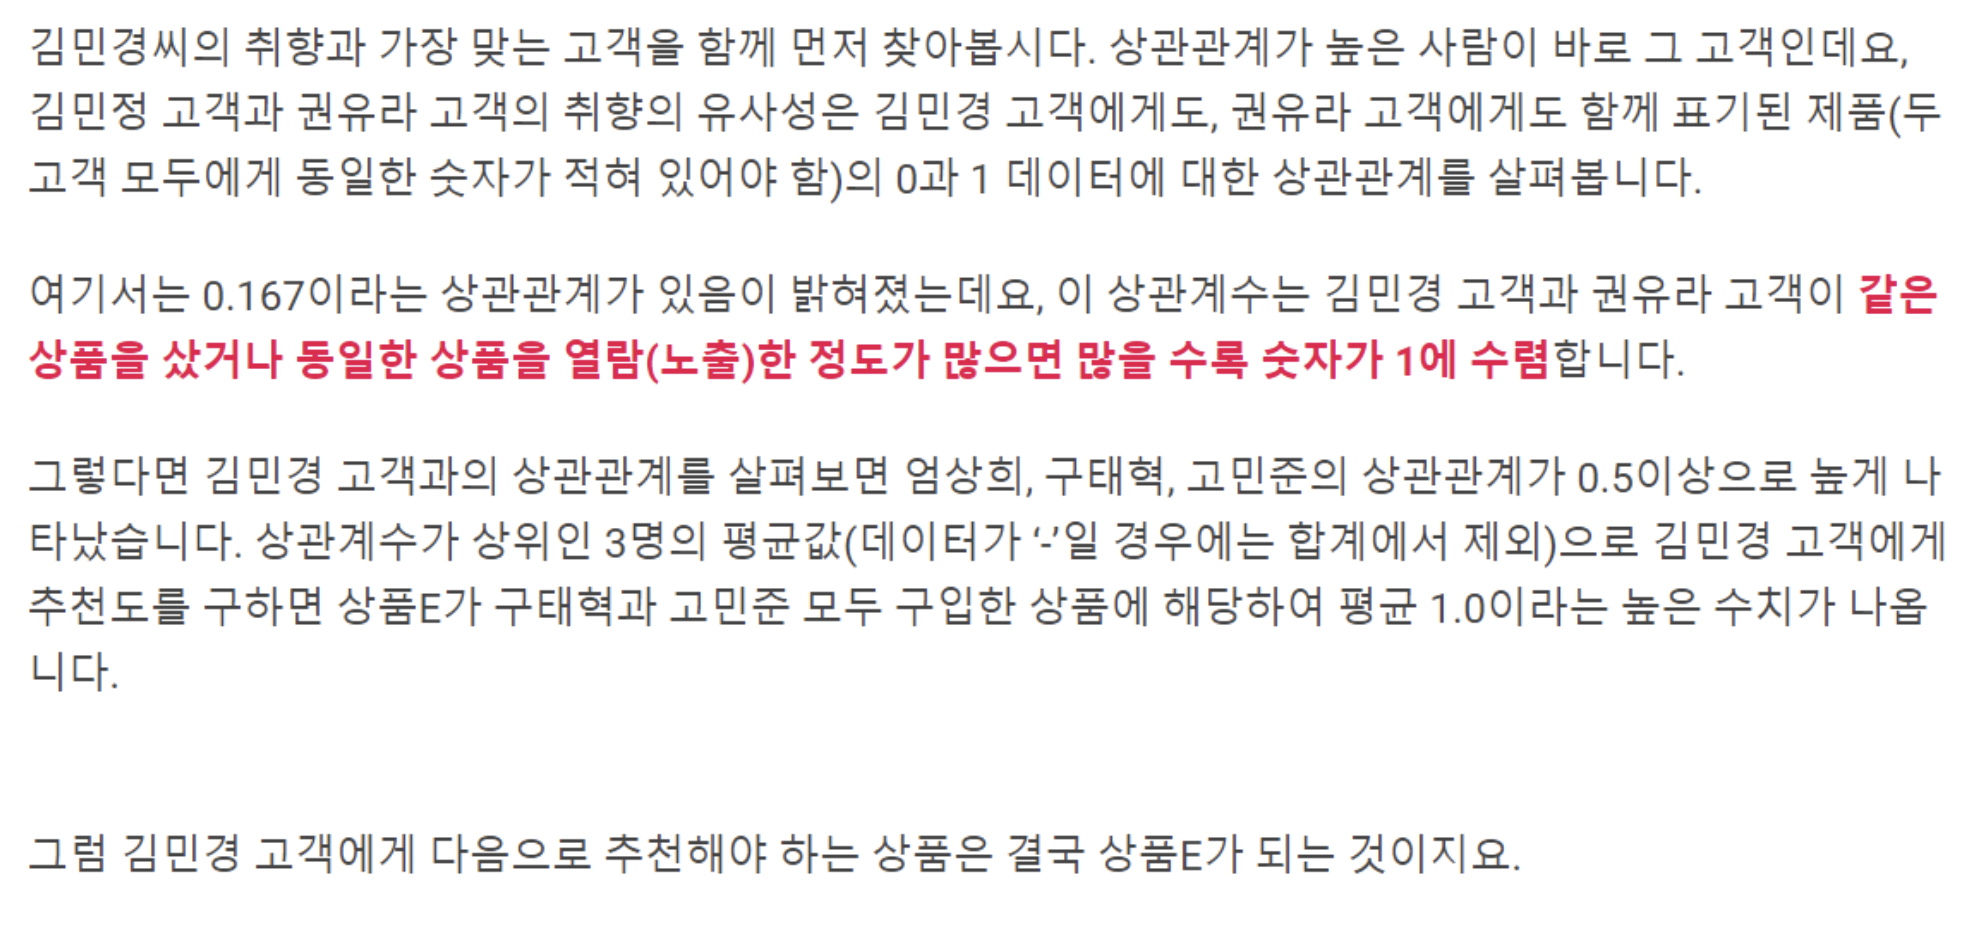 김민경씨의 취향과 가장 맞는 고객을 함께 먼저 찾아봅시다. 상관관계가 높은 사람이 바로 그 고객인데요,
김민정 고객과 권유라 고객의 취향의 유사성은 김민경 고객에게도, 권유라 고객에게도 함께 표기된 제품(두
고객 모두에게 동일한 숫자가 적혀 있어야 함)의 0과 1 데이터에 대한 상관관계를 살펴봅니다.
여기서는 0.167이라는 상관관계가 있음이 밝혀졌는데요, 이 상관계수는 김민경 고객과 권유라 고객이 같은
상품을 샀거나 동일한 상품을 열람(노출)한 정도가 많으면 많을 수록 숫자가 1에 수렴합니다.
그렇다면 김민경 고객과의 상관관계를 살펴보면 엄상희, 구태혁, 고민준의 상관관계가 0.5이상으로 높게 나
타났습니다. 상관계수가 상위인 3명의 평균값(데이터가 ‘-’일 경우에는 합계에서 제외)으로 김민경 고객에게
추천도를 구하면 상품E가 구태혁과 고민준 모두 구입한 상품에 해당하여 평균 1.0이라는 높은 수치가 나옵
니다.
그럼 김민경 고객에게 다음으로 추천해야 하는 상품은 결국 상품E가 되는 것이지요.